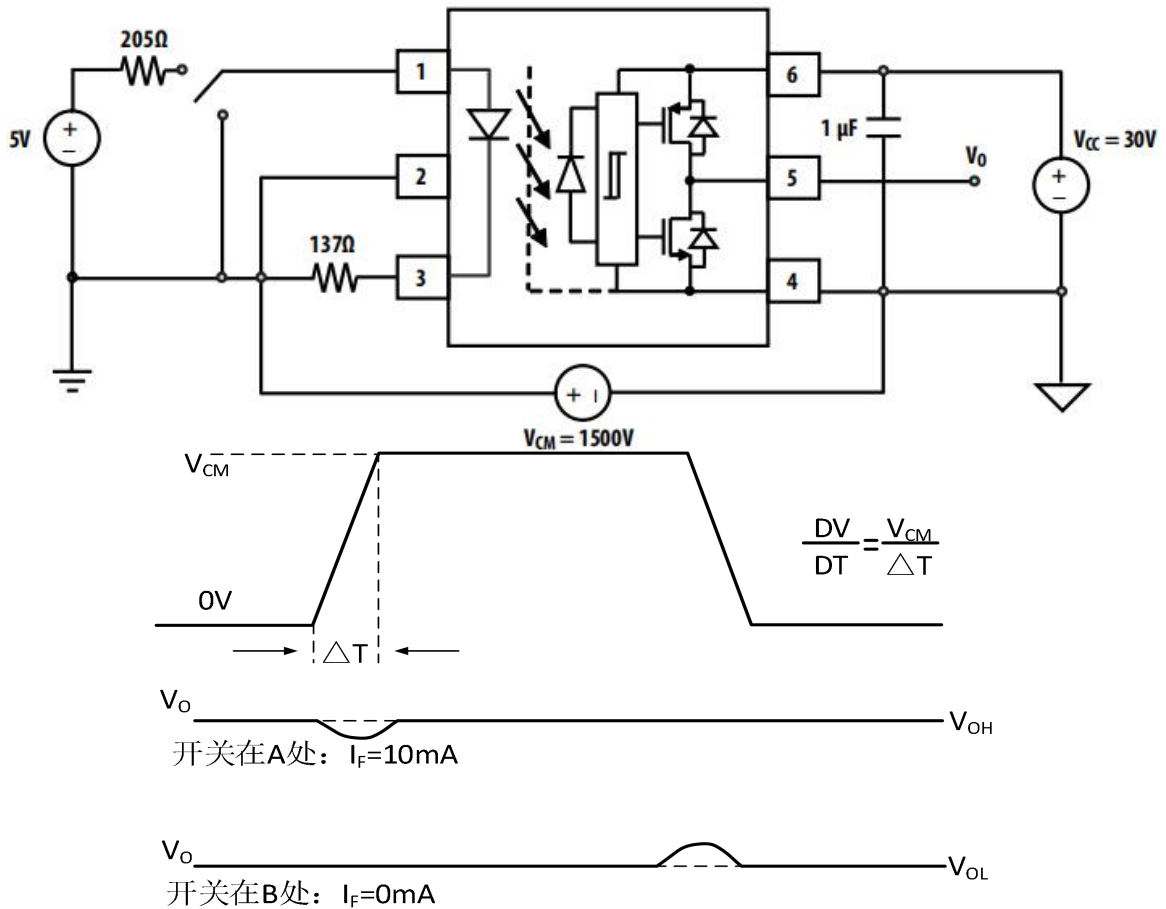 205Ω
5V
+
−
137Ω
1
2
3
6
5
4
1 µF
VO
VCC = 30V
+
−
+ −
VCM = 1500V
VCM
0V
△T
DV/DT = VCM/△T
VO
VOH
开关在A处：IF=10mA
VO
VOL
开关在B处：IF=0mA